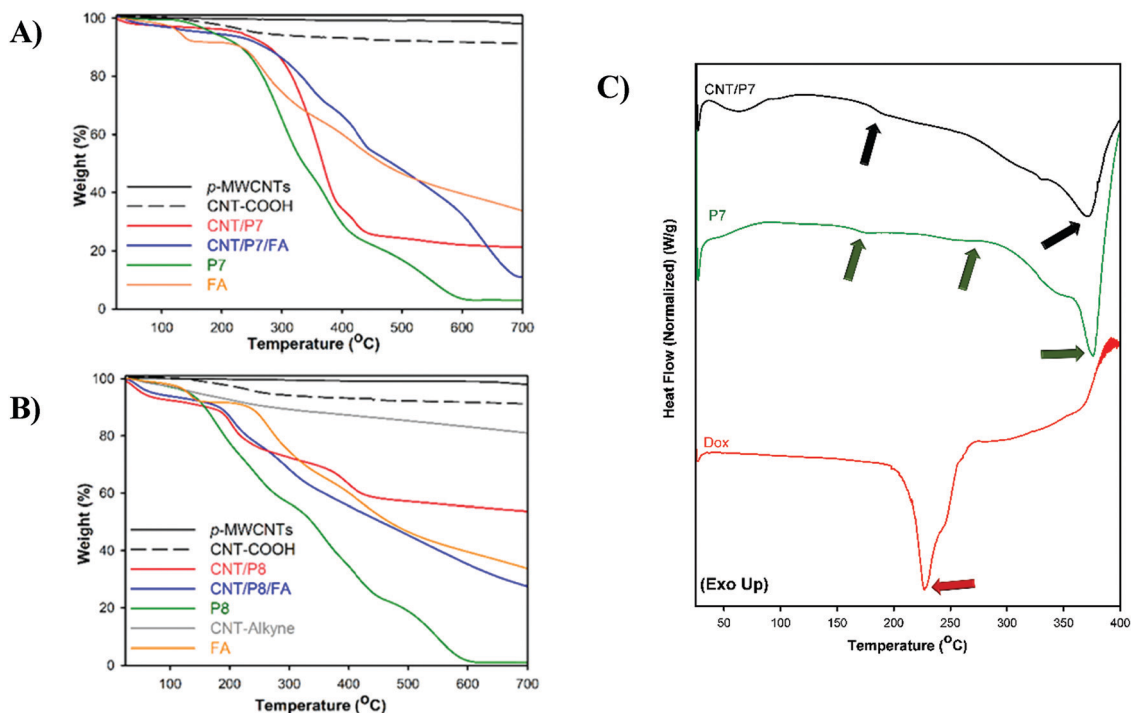 A)
100
80
60
40
20
0
Weight (%)
p-MWCNTs
CNT-COOH
CNT/P7
CNT/P7/FA
P7
FA
100 200 300 400 500 600 700
Temperature (OC)
B)
100
80
60
40
20
0
Weight (%)
p-MWCNTs
CNT-COOH
CNT/P8
CNT/P8/FA
P8
CNT-Alkyne
FA
100 200 300 400 500 600 700
Temperature (OC)
C)
CNT/P7
P7
Dox
Heat Flow (Normalized) (W/g)
(Exo Up)
50 100 150 200 250 300 350 400
Temperature (°C)